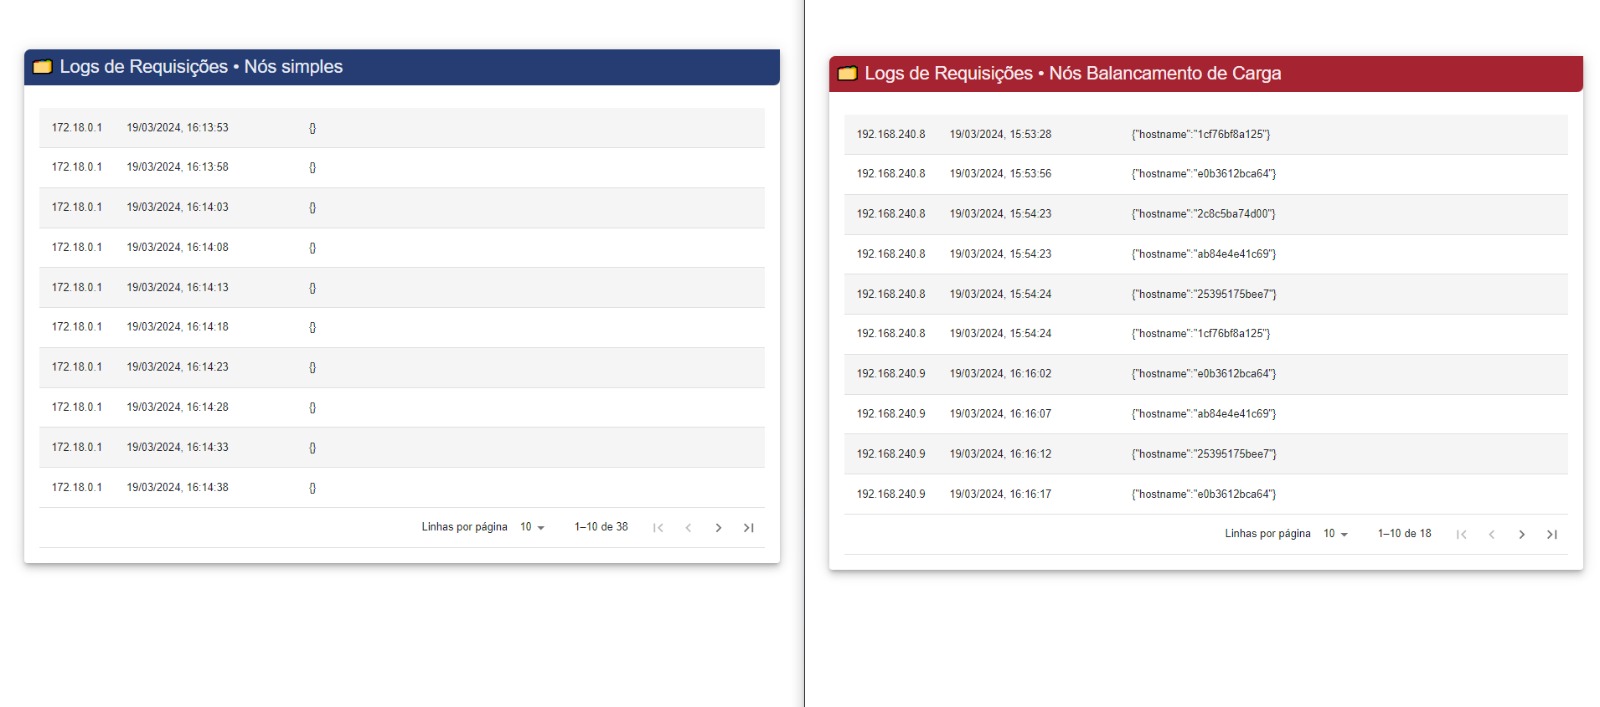 Logs de Requisições • Nós simples
172.18.0.1 19/03/2024, 16:13:53 {}
172.18.0.1 19/03/2024, 16:13:58 {}
172.18.0.1 19/03/2024, 16:14:03 {}
172.18.0.1 19/03/2024, 16:14:08 {}
172.18.0.1 19/03/2024, 16:14:13 {}
172.18.0.1 19/03/2024, 16:14:18 {}
172.18.0.1 19/03/2024, 16:14:23 {}
172.18.0.1 19/03/2024, 16:14:28 {}
172.18.0.1 19/03/2024, 16:14:33 {}
172.18.0.1 19/03/2024, 16:14:38 {}
Linhas por página 10 1–10 de 38
Logs de Requisições • Nós Balancamento de Carga
192.168.240.8 19/03/2024, 15:53:28 {"hostname":"1cf76bf8a125"}
192.168.240.8 19/03/2024, 15:53:56 {"hostname":"e0b3612bca64"}
192.168.240.8 19/03/2024, 15:54:23 {"hostname":"2c8c5ba74d00"}
192.168.240.8 19/03/2024, 15:54:23 {"hostname":"ab84e4e41c69"}
192.168.240.8 19/03/2024, 15:54:24 {"hostname":"25395175bee7"}
192.168.240.8 19/03/2024, 15:54:24 {"hostname":"1cf76bf8a125"}
192.168.240.9 19/03/2024, 16:16:02 {"hostname":"e0b3612bca64"}
192.168.240.9 19/03/2024, 16:16:07 {"hostname":"ab84e4e41c69"}
192.168.240.9 19/03/2024, 16:16:12 {"hostname":"25395175bee7"}
192.168.240.9 19/03/2024, 16:16:17 {"hostname":"e0b3612bca64"}
Linhas por página 10 1–10 de 18